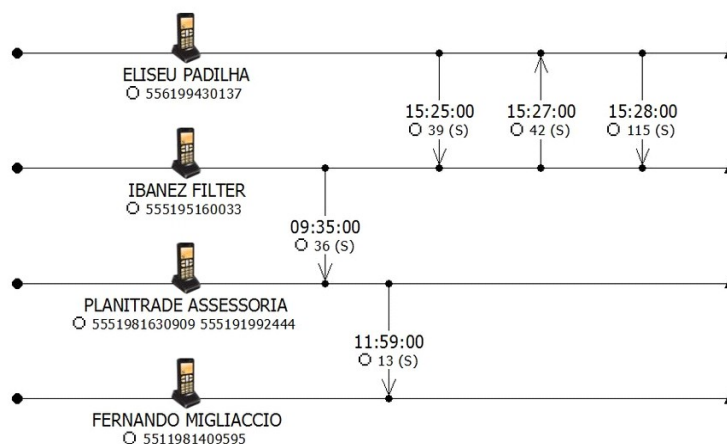 ELISEU PADILHA
556199430137
15:25:00
39 (S)
15:27:00
42 (S)
15:28:00
115 (S)
IBANEZ FILTER
555195160033
09:35:00
36 (S)
PLANITRADE ASSESSORIA
5551981630909 555191992444
11:59:00
13 (S)
FERNANDO MIGLIACCIO
5511981409595